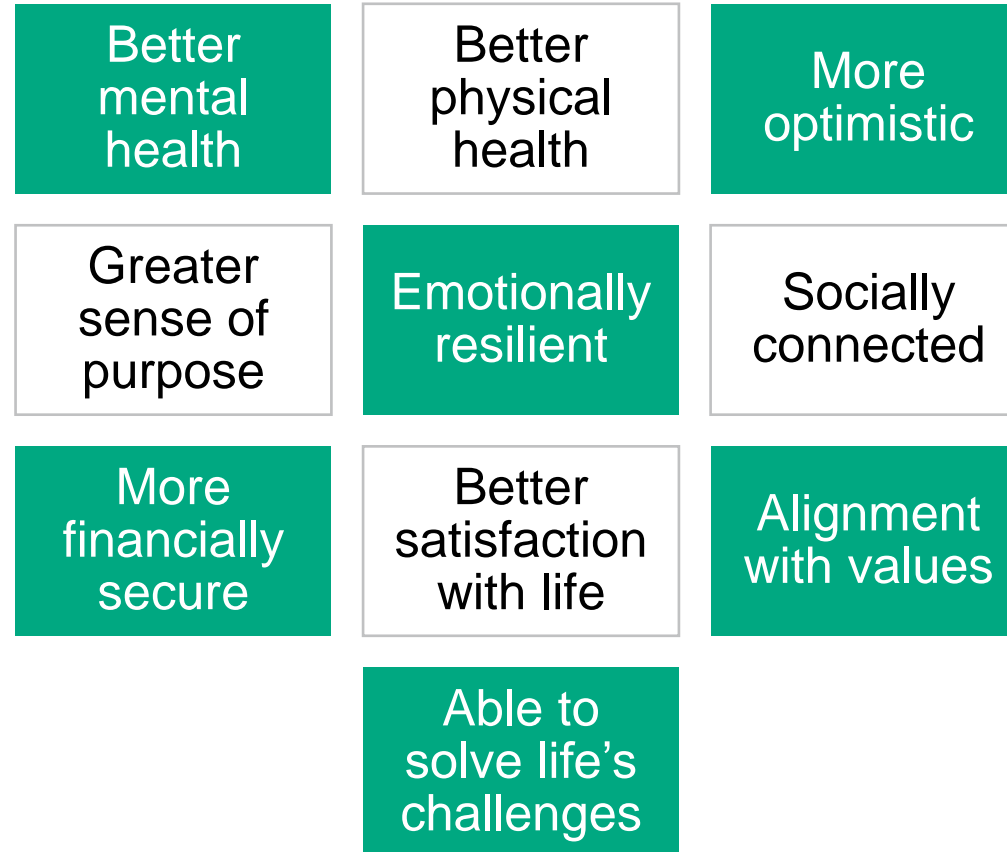 Better
mental
health
Better
physical
health
More
optimistic
Greater
sense of
purpose
Emotionally
resilient
Socially
connected
More
financially
secure
Better
satisfaction
with life
Alignment
with values
Able to
solve life’s
challenges